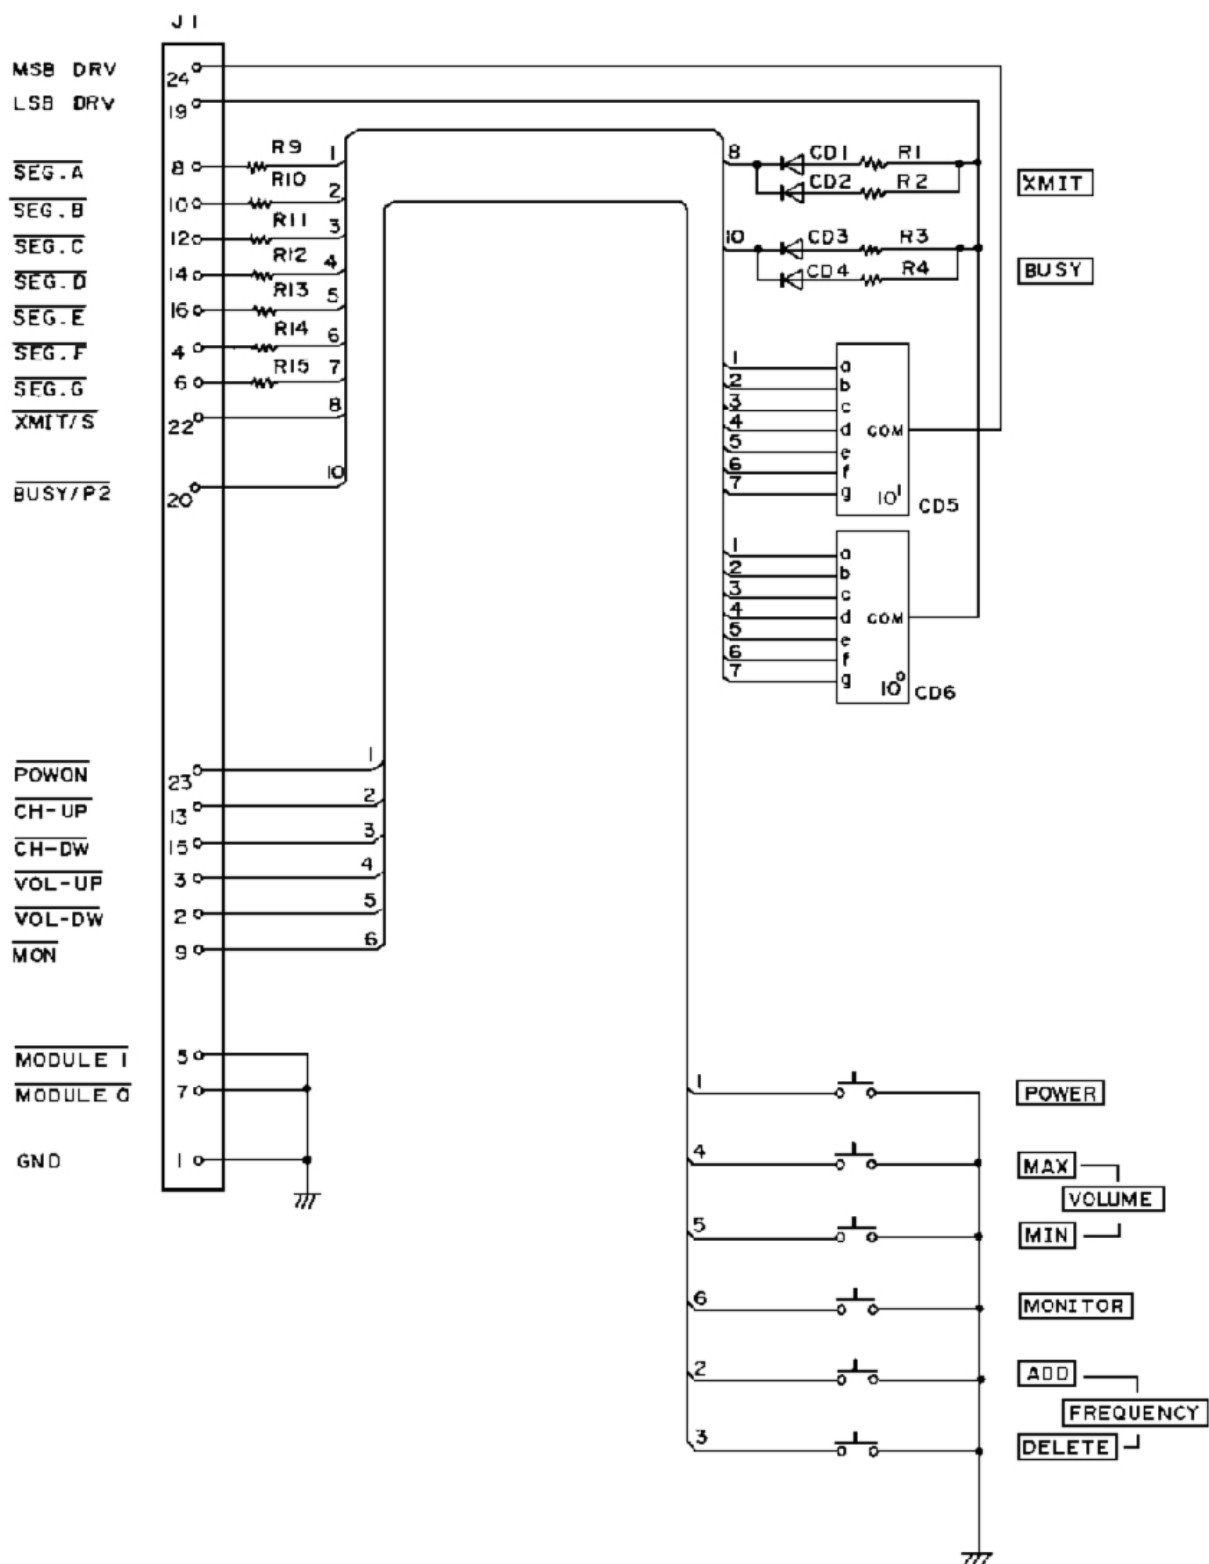 J1
MSB DRV 24
LSB DRV 19
SEG.A 8 R9 1
SEG.B 10 R10 2
SEG.C 12 R11 3
SEG.D 14 R12 4
SEG.E 16 R13 5
SEG.F 4 R14 6
SEG.G 6 R15 7
XMIT/S 22 8
BUSY/P2 20 10
8 CD1 R1
CD2 R2
XMIT
10 CD3 R3
CD4 R4
BUSY
1 a
2 b
3 c
4 d COM
5 e
6 f
7 g 10¹ CD5
1 a
2 b
3 c
4 d COM
5 e
6 f
7 g 10⁰ CD6
POWON 23 1
CH-UP 13 2
CH-DW 15 3
VOL-UP 3 4
VOL-DW 2 5
MON 9 6
MODULE 1 5
MODULE 0 7
GND 1
1 POWER
4 MAX
VOLUME
5 MIN
6 MONITOR
2 ADD
FREQUENCY
3 DELETE